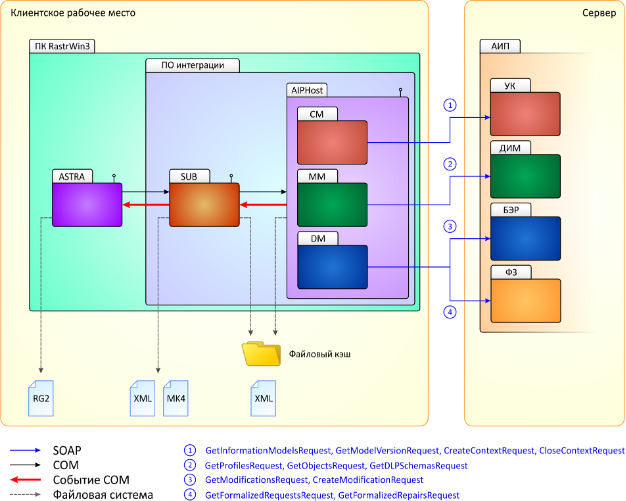 Клиентское рабочее место
Сервер
ПК RastrWin3
АИП
ПО интеграции
AIPHost
УК
CM
1
ДИМ
2
ASTRA
SUB
MM
БЭР
3
DM
ФЗ
4
Файловый кэш
RG2
XML
MK4
XML
SOAP
1 GetInformationModelsRequest, GetModelVersionRequest, CreateContextRequest, CloseContextRequest
COM
2 GetProfilesRequest, GetObjectsRequest, GetDLPSchemasRequest
Событие COM
3 GetModificationsRequest, CreateModificationRequest
Файловая система
4 GetFormalizedRequestsRequest, GetFormalizedRepairsRequest